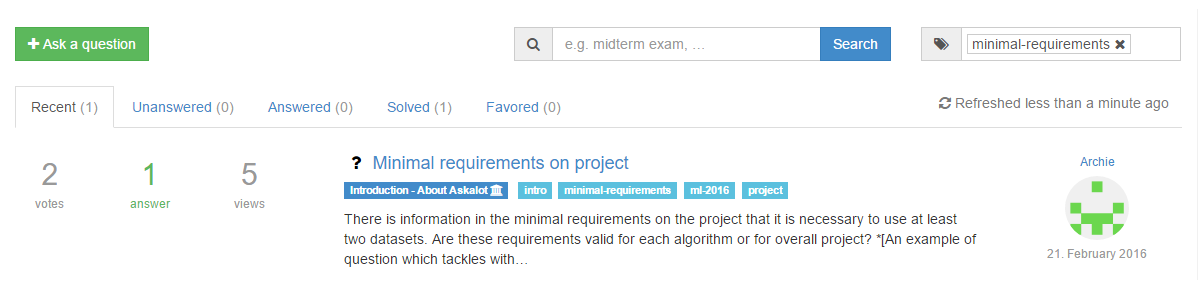 Ask a question
e.g. midterm exam, …
Search
minimal-requirements
Recent (1) Unanswered (0) Answered (0) Solved (1) Favored (0)
Refreshed less than a minute ago
2 1 5
votes answer views
? Minimal requirements on project
Introduction - About Askalot intro minimal-requirements ml-2016 project
There is information in the minimal requirements on the project that it is necessary to use at least
two datasets. Are these requirements valid for each algorithm or for overall project? *[An example of
question which tackles with…
Archie
21. February 2016